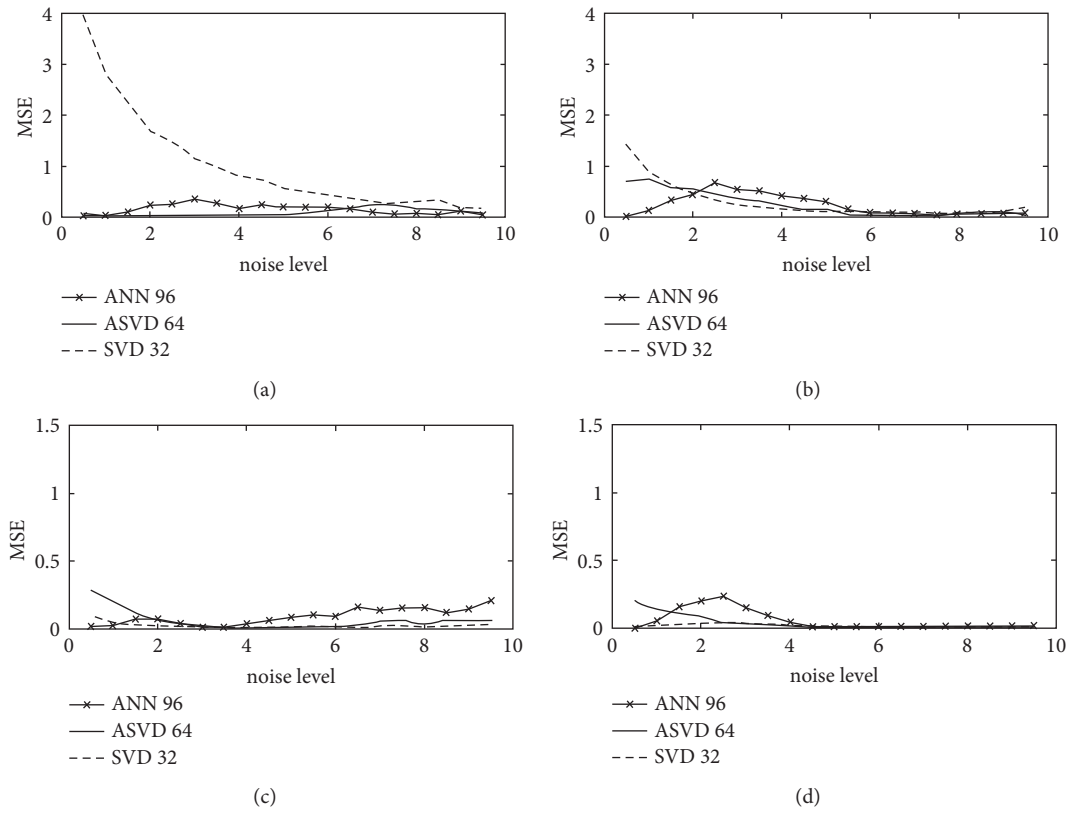 4
3
2
1
0
MSE
0 2 4 6 8 10
noise level
ANN 96
ASVD 64
SVD 32
(a)
4
3
2
1
0
MSE
0 2 4 6 8 10
noise level
ANN 96
ASVD 64
SVD 32
(b)
1.5
1
0.5
0
MSE
0 2 4 6 8 10
noise level
ANN 96
ASVD 64
SVD 32
(c)
1.5
1
0.5
0
MSE
0 2 4 6 8 10
noise level
ANN 96
ASVD 64
SVD 32
(d)